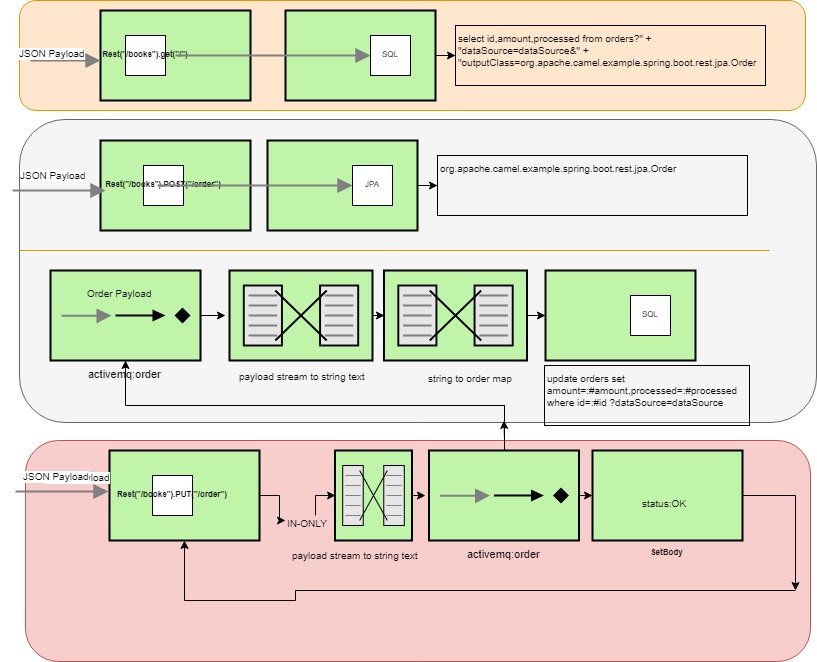 JSON Payload
Rest("/books").get("/")
SQL
select id,amount,processed from orders?" +
"dataSource=dataSource&" +
"outputClass=org.apache.camel.example.spring.boot.rest.jpa.Order
JSON Payload
Rest("/books").POST("/order")
JPA
org.apache.camel.example.spring.boot.rest.jpa.Order
Order Payload
SQL
activemq:order
payload stream to string text
string to order map
update orders set
amount=:#amount,processed=:#processed
where id=:#id ?dataSource=dataSource
JSON Payload
load
Rest("/books").PUT("/order")
IN-ONLY
status:OK
payload stream to string text
activemq:order
SetBody